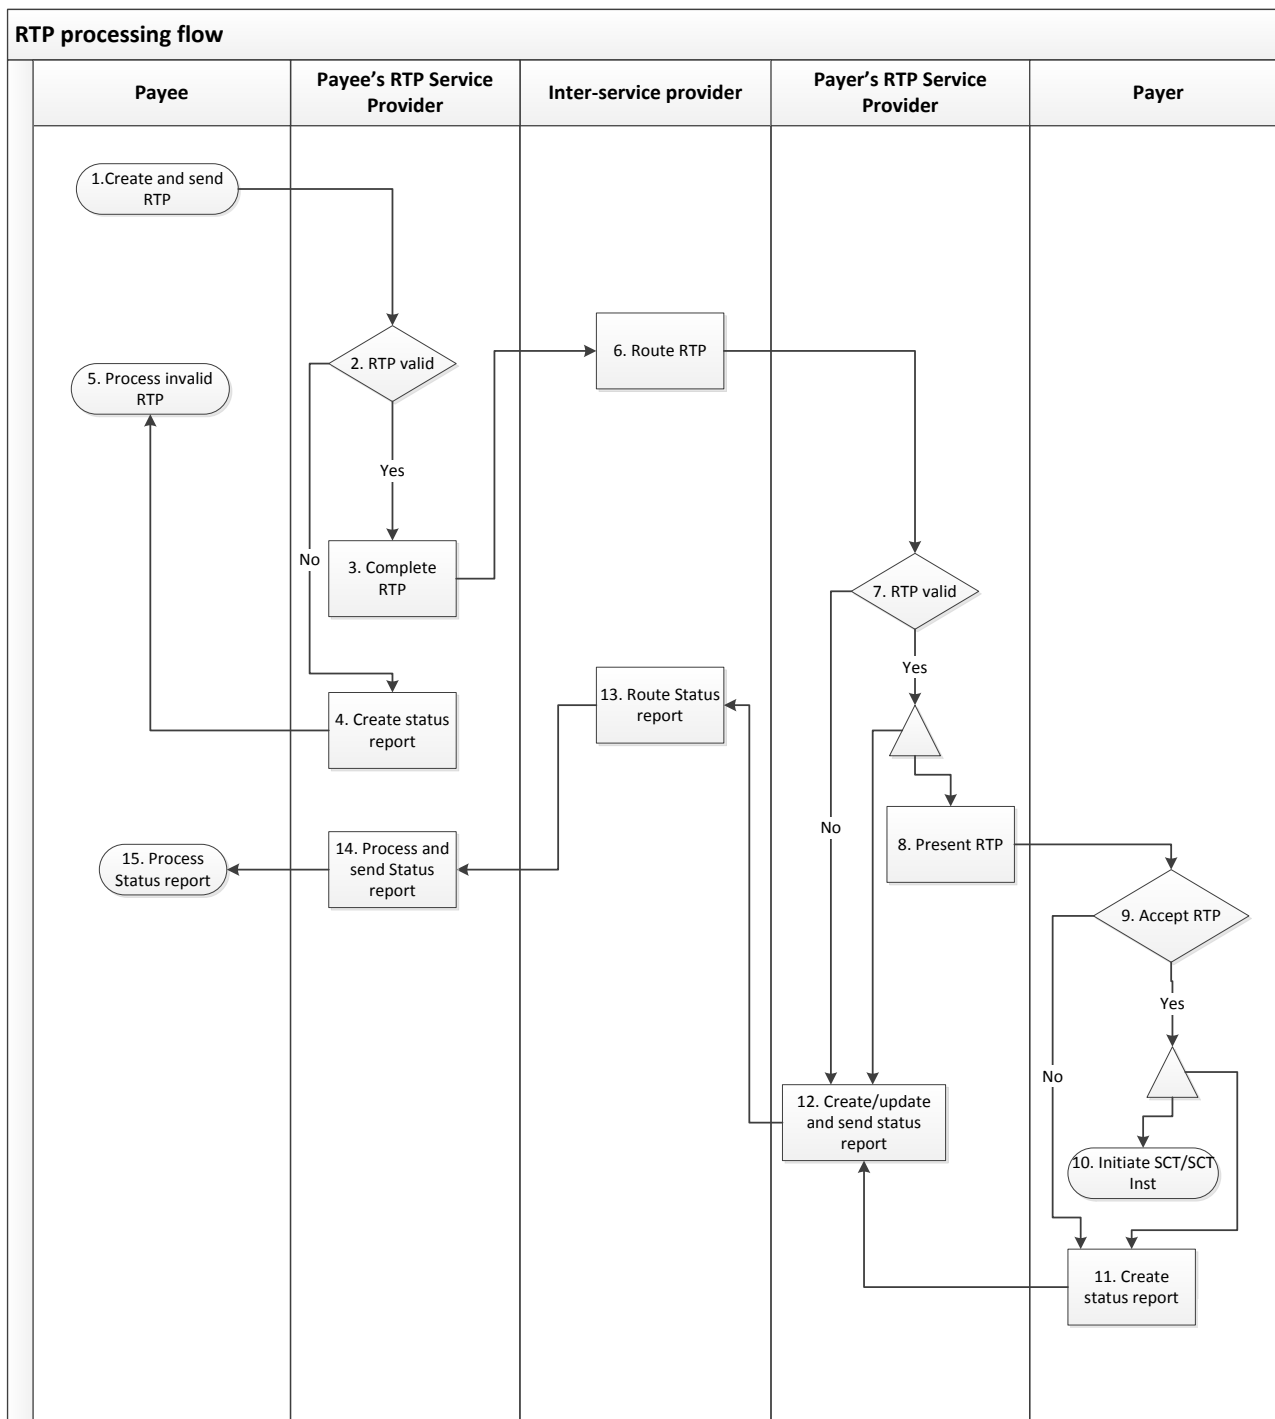 RTP processing flow
Payee
Payee's RTP Service
Provider
Inter-service provider
Payer's RTP Service
Provider
Payer
1.Create and send
RTP
2. RTP valid
Yes
No
3. Complete
RTP
4. Create status
report
5. Process invalid
RTP
6. Route RTP
7. RTP valid
Yes
No
8. Present RTP
9. Accept RTP
Yes
No
10. Initiate SCT/SCT
Inst
11. Create
status report
12. Create/update
and send status
report
13. Route Status
report
14. Process and
send Status
report
15. Process
Status report